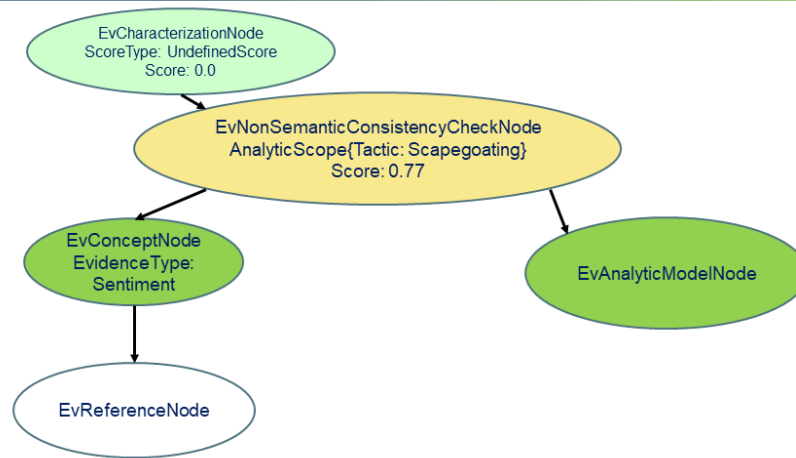 EvCharacterizationNode
ScoreType: UndefinedScore
Score: 0.0
EvNonSemanticConsistencyCheckNode
AnalyticScope{Tactic: Scapegoating}
Score: 0.77
EvConceptNode
EvidenceType:
Sentiment
EvAnalyticModelNode
EvReferenceNode